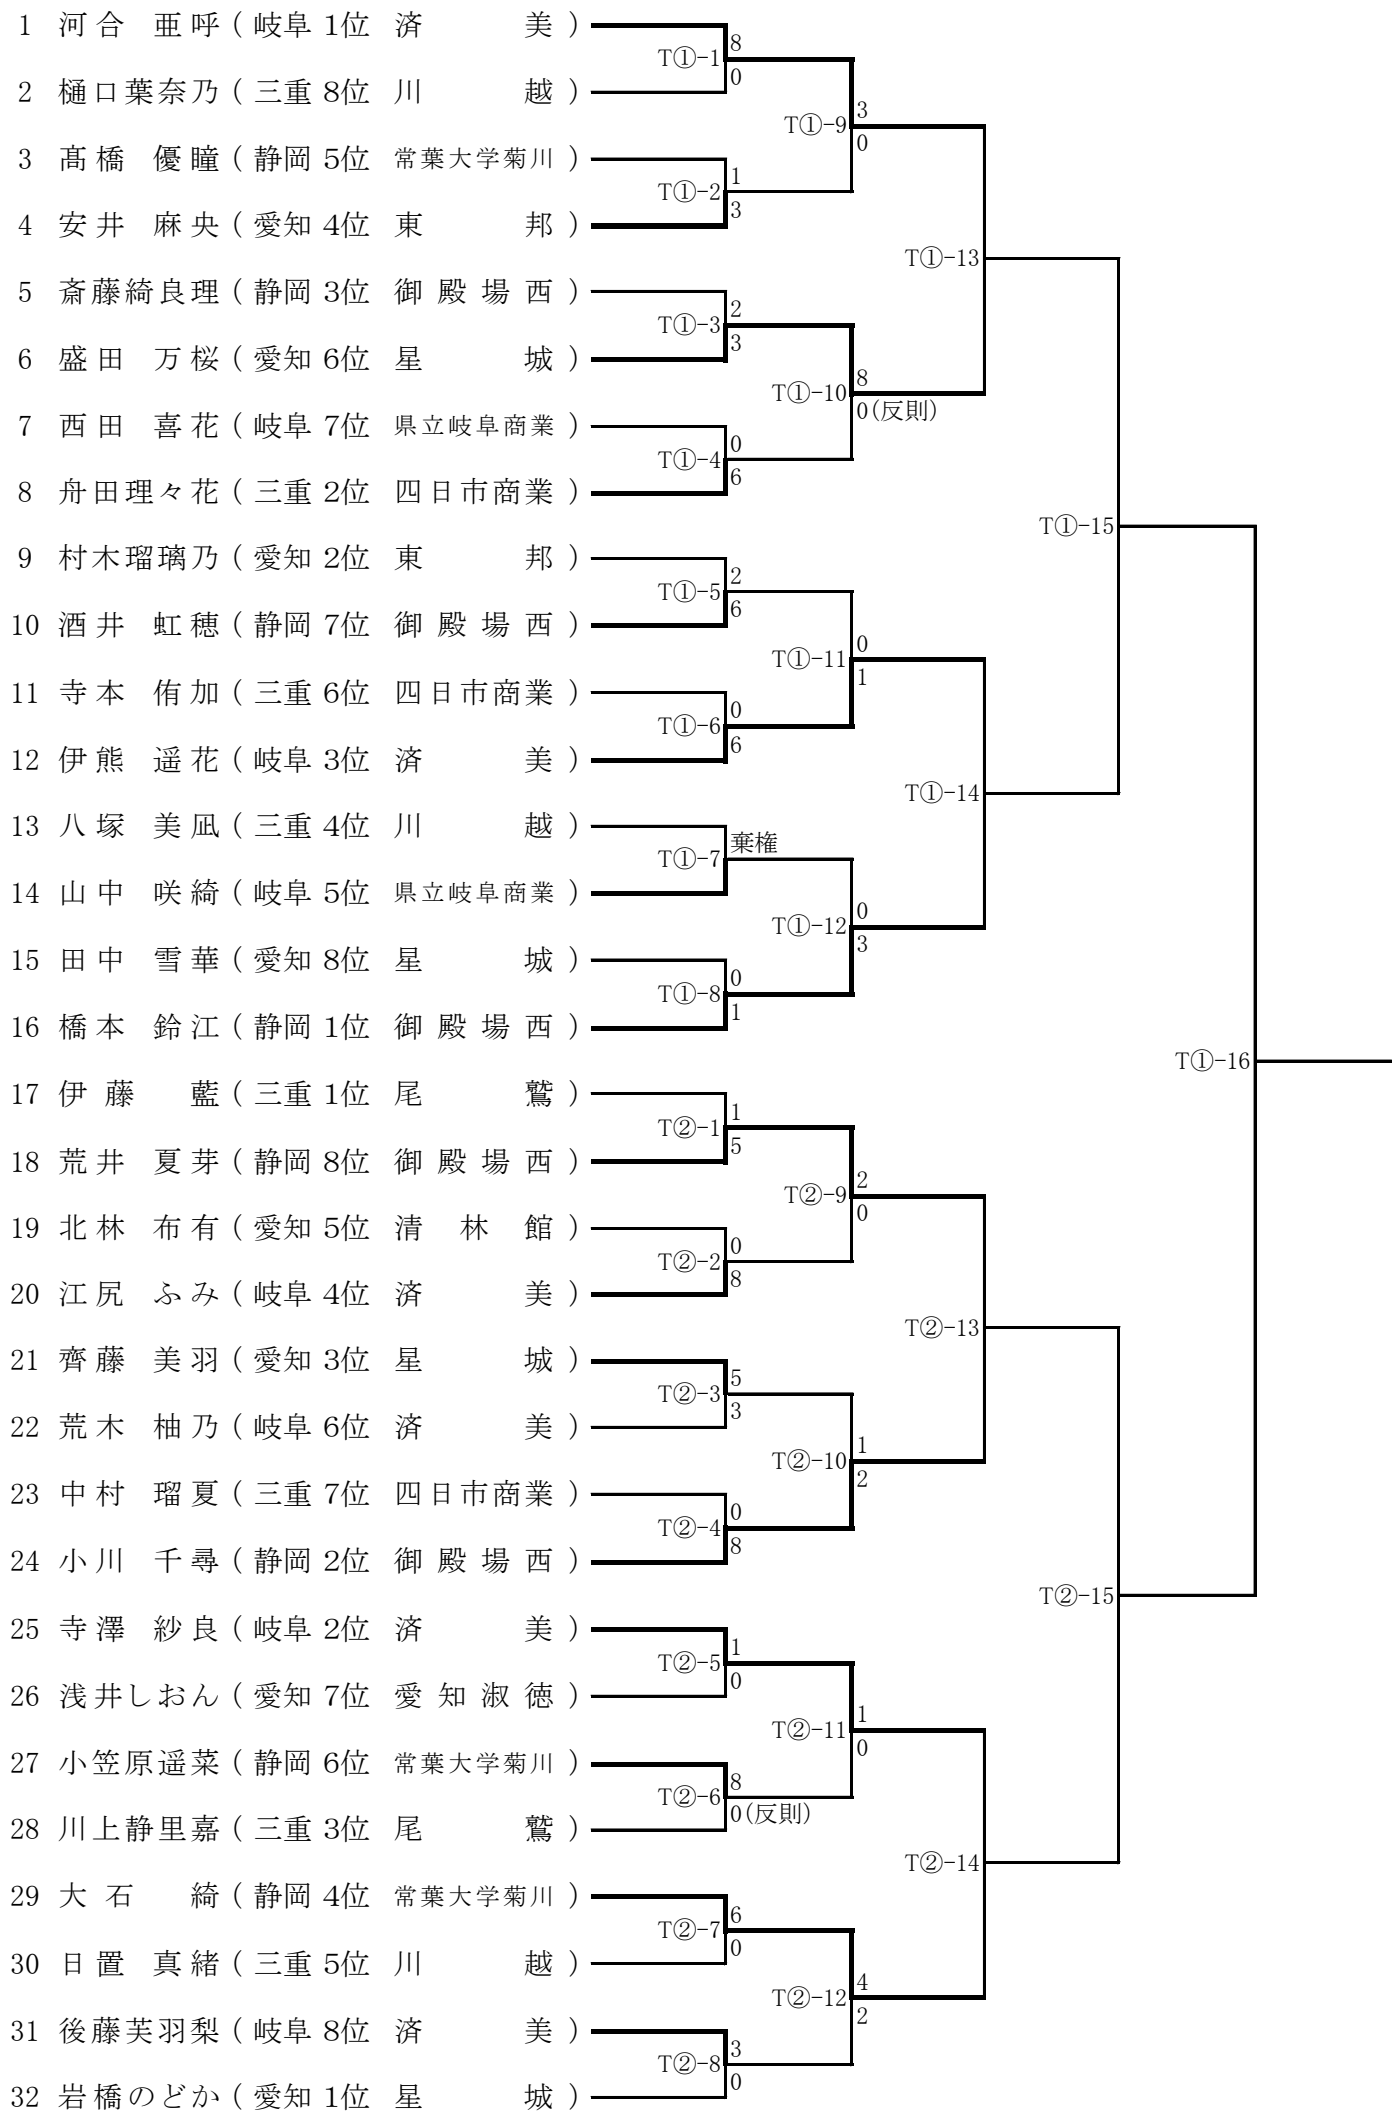 1 河合 亜呼 ( 岐阜 1位 済 美 )
8
T①-1
0
2 樋口葉奈乃 ( 三重 8位 川 越 )
3
T①-9
0
3 髙橋 優瞳 ( 静岡 5位 常葉大学菊川 )
1
T①-2
3
4 安井 麻央 ( 愛知 4位 東 邦 )
T①-13
5 斎藤綺良理 ( 静岡 3位 御殿場西 )
2
T①-3
3
6 盛田 万桜 ( 愛知 6位 星 城 )
8
T①-10
0(反則)
7 西田 喜花 ( 岐阜 7位 県立岐阜商業 )
0
T①-4
6
8 舟田理々花 ( 三重 2位 四日市商業 )
T①-15
9 村木瑠璃乃 ( 愛知 2位 東 邦 )
2
T①-5
6
10 酒井 虹穂 ( 静岡 7位 御殿場西 )
0
T①-11
1
11 寺本 侑加 ( 三重 6位 四日市商業 )
0
T①-6
6
12 伊熊 遥花 ( 岐阜 3位 済 美 )
T①-14
13 八塚 美凪 ( 三重 4位 川 越 )
棄権
T①-7
14 山中 咲綺 ( 岐阜 5位 県立岐阜商業 )
0
T①-12
3
15 田中 雪華 ( 愛知 8位 星 城 )
0
T①-8
1
16 橋本 鈴江 ( 静岡 1位 御殿場西 )
T①-16
17 伊藤 藍 ( 三重 1位 尾 鷲 )
1
T②-1
5
18 荒井 夏芽 ( 静岡 8位 御殿場西 )
2
T②-9
0
19 北林 布有 ( 愛知 5位 清林館 )
0
T②-2
8
20 江尻 ふみ ( 岐阜 4位 済 美 )
T②-13
21 齊藤 美羽 ( 愛知 3位 星 城 )
5
T②-3
3
22 荒木 柚乃 ( 岐阜 6位 済 美 )
1
T②-10
2
23 中村 瑠夏 ( 三重 7位 四日市商業 )
0
T②-4
8
24 小川 千尋 ( 静岡 2位 御殿場西 )
T②-15
25 寺澤 紗良 ( 岐阜 2位 済 美 )
1
T②-5
0
26 浅井しおん ( 愛知 7位 愛知淑徳 )
1
T②-11
0
27 小笠原遥菜 ( 静岡 6位 常葉大学菊川 )
8
T②-6
0(反則)
28 川上静里嘉 ( 三重 3位 尾 鷲 )
T②-14
29 大石 綺 ( 静岡 4位 常葉大学菊川 )
6
T②-7
0
30 日置 真緒 ( 三重 5位 川 越 )
4
T②-12
2
31 後藤芙羽梨 ( 岐阜 8位 済 美 )
3
T②-8
0
32 岩橋のどか ( 愛知 1位 星 城 )